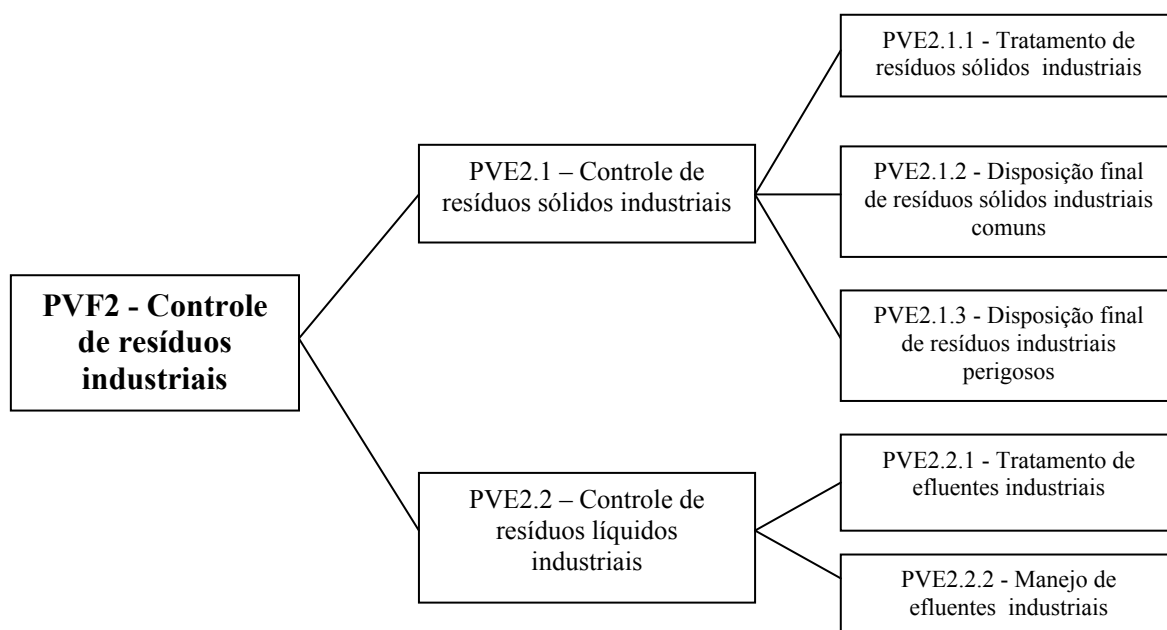 PVF2 - Controle
de resíduos
industriais
PVE2.1 – Controle de
resíduos sólidos industriais
PVE2.1.1 - Tratamento de
resíduos sólidos industriais
PVE2.1.2 - Disposição final
de resíduos sólidos industriais
comuns
PVE2.1.3 - Disposição final
de resíduos industriais
perigosos
PVE2.2 – Controle de
resíduos líquidos
industriais
PVE2.2.1 - Tratamento de
efluentes industriais
PVE2.2.2 - Manejo de
efluentes industriais